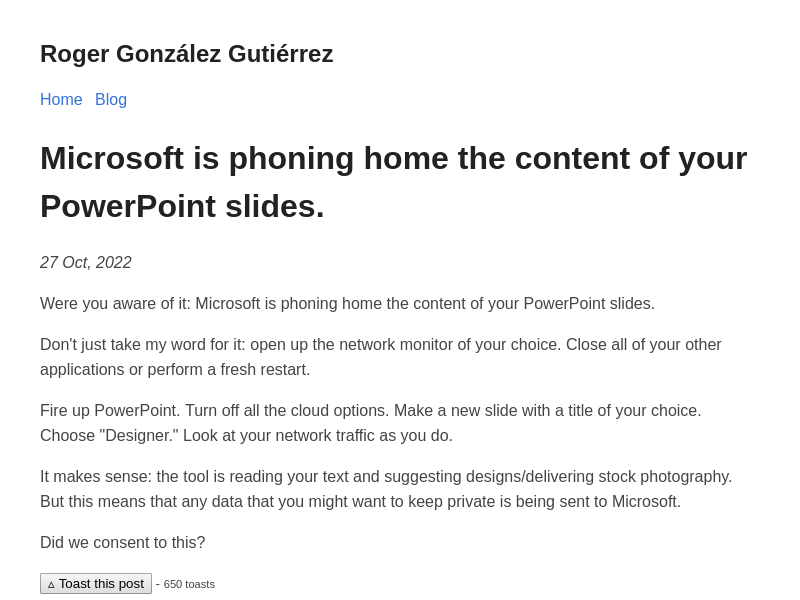 Roger González Gutiérrez
Home Blog
Microsoft is phoning home the content of your
PowerPoint slides.
27 Oct, 2022
Were you aware of it: Microsoft is phoning home the content of your PowerPoint slides.
Don't just take my word for it: open up the network monitor of your choice. Close all of your other
applications or perform a fresh restart.
Fire up PowerPoint. Turn off all the cloud options. Make a new slide with a title of your choice.
Choose "Designer." Look at your network traffic as you do.
It makes sense: the tool is reading your text and suggesting designs/delivering stock photography.
But this means that any data that you might want to keep private is being sent to Microsoft.
Did we consent to this?
▵ Toast this post - 650 toasts